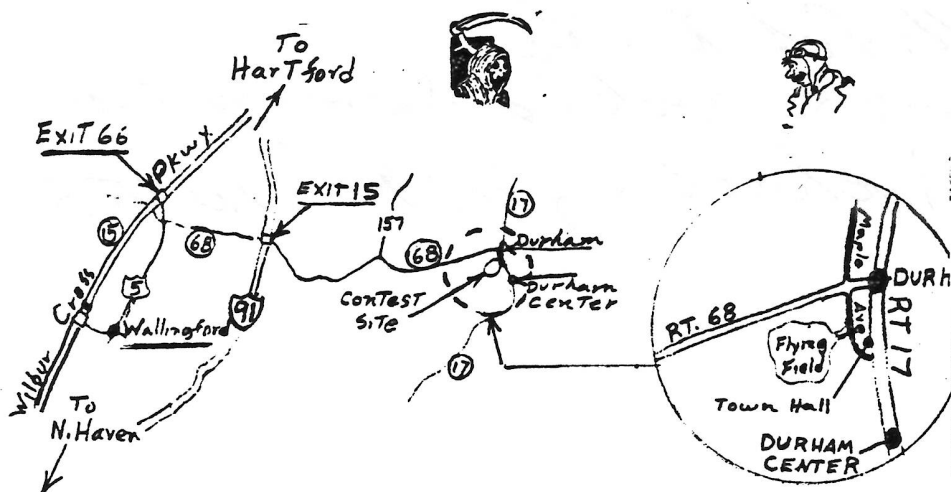 To
HarTford
EXIT 66
PKWY
EXIT 15
15
68
157
17
68
Durham
5
Cross
91
Contest
Site
Durham
Center
Wallingford
Wilbur
17
To
N. Haven
Maple
DURH
RT. 68
Ave
RT 17
Flying
Field
Town Hall
DURHAM
CENTER